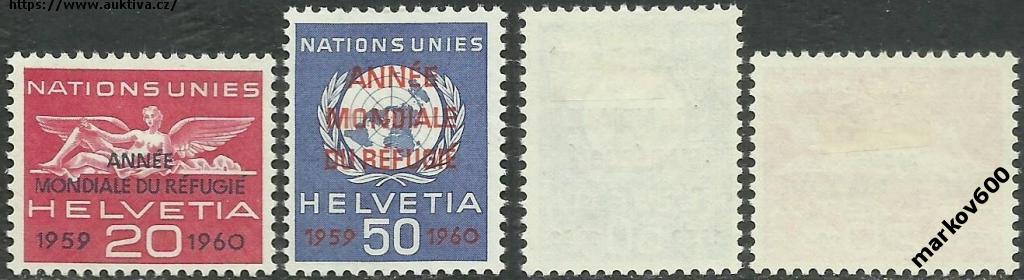 https://www.auktiva.cz/
NATIONS UNIES
ANNÉE
MONDIALE DU RÉFUGIE
HELVETIA
1959 20 1960
NATIONS UNIES
ANNÉE
MONDIALE
DU RÉFUGIÉ
HELVETIA
1959 50 1960
markov600